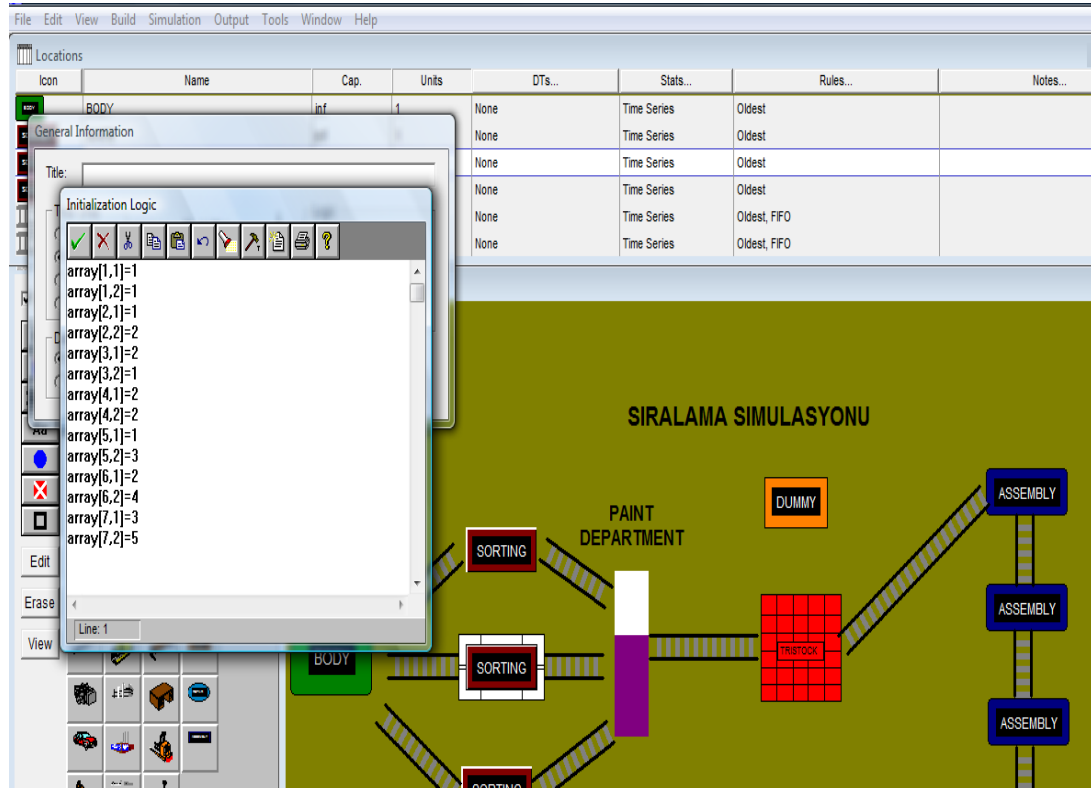 File Edit View Build Simulation Output Tools Window Help
Locations
Icon Name Cap. Units DTs... Stats... Rules... Notes...
BODY inf 1 None Time Series Oldest
None Time Series Oldest
None Time Series Oldest
None Time Series Oldest
None Time Series Oldest, FIFO
None Time Series Oldest, FIFO
General Information
Title:
Initialization Logic
array[1,1]=1
array[1,2]=1
array[2,1]=1
array[2,2]=2
array[3,1]=2
array[3,2]=1
array[4,1]=2
array[4,2]=2
array[5,1]=1
array[5,2]=3
array[6,1]=2
array[6,2]=4
array[7,1]=3
array[7,2]=5
Line: 1
Edit
Erase
View
SIRALAMA SIMULASYONU
DUMMY
ASSEMBLY
PAINT
DEPARTMENT
SORTING
ASSEMBLY
TRISTOCK
BODY
SORTING
ASSEMBLY
SORTING